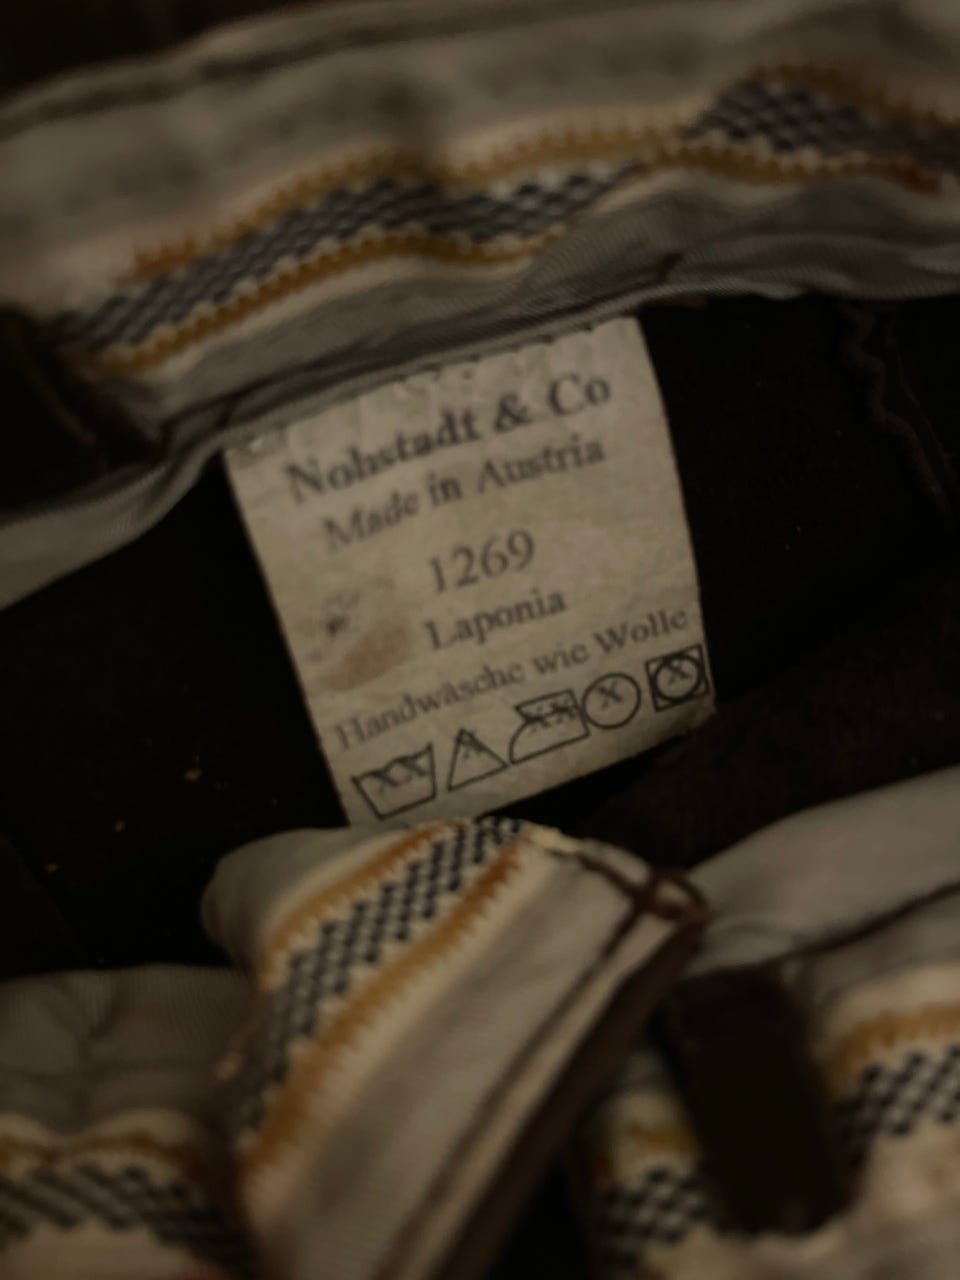 Nohstadt & Co
Made in Austria
1269
Laponia
Handwäsche wie Wolle